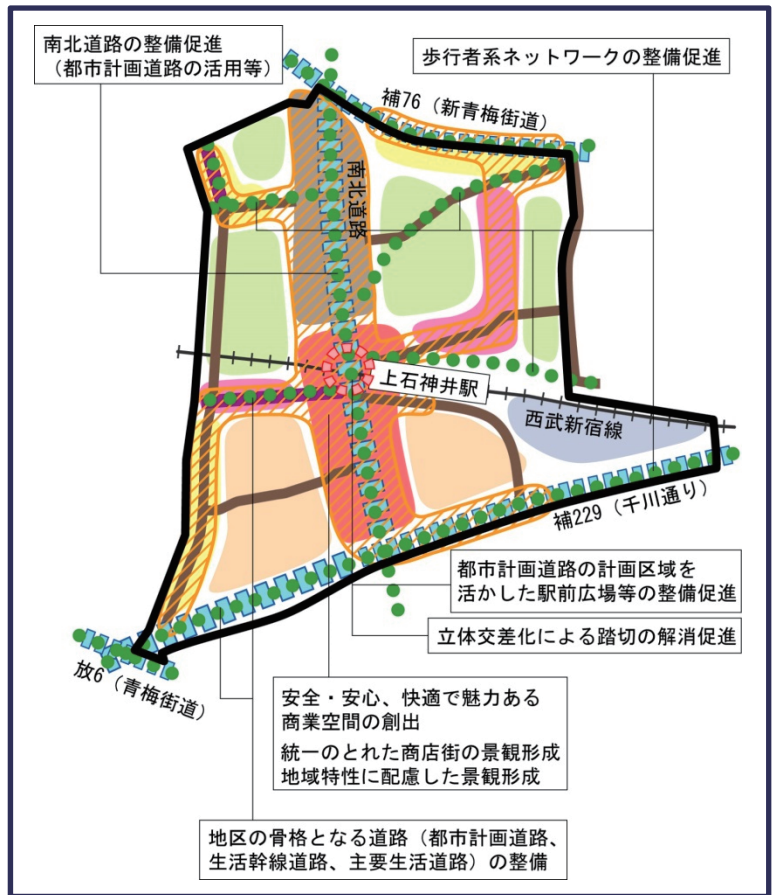 南北道路の整備促進
（都市計画道路の活用等）
歩行者系ネットワークの整備促進
補76（新青梅街道）
南北道路
上石神井駅
西武新宿線
補229（千川通り）
都市計画道路の計画区域を
活かした駅前広場等の整備促進
立体交差化による踏切の解消促進
放6（青梅街道）
安全・安心、快適で魅力ある
商業空間の創出
統一のとれた商店街の景観形成
地域特性に配慮した景観形成
地区の骨格となる道路（都市計画道路、
生活幹線道路、主要生活道路）の整備